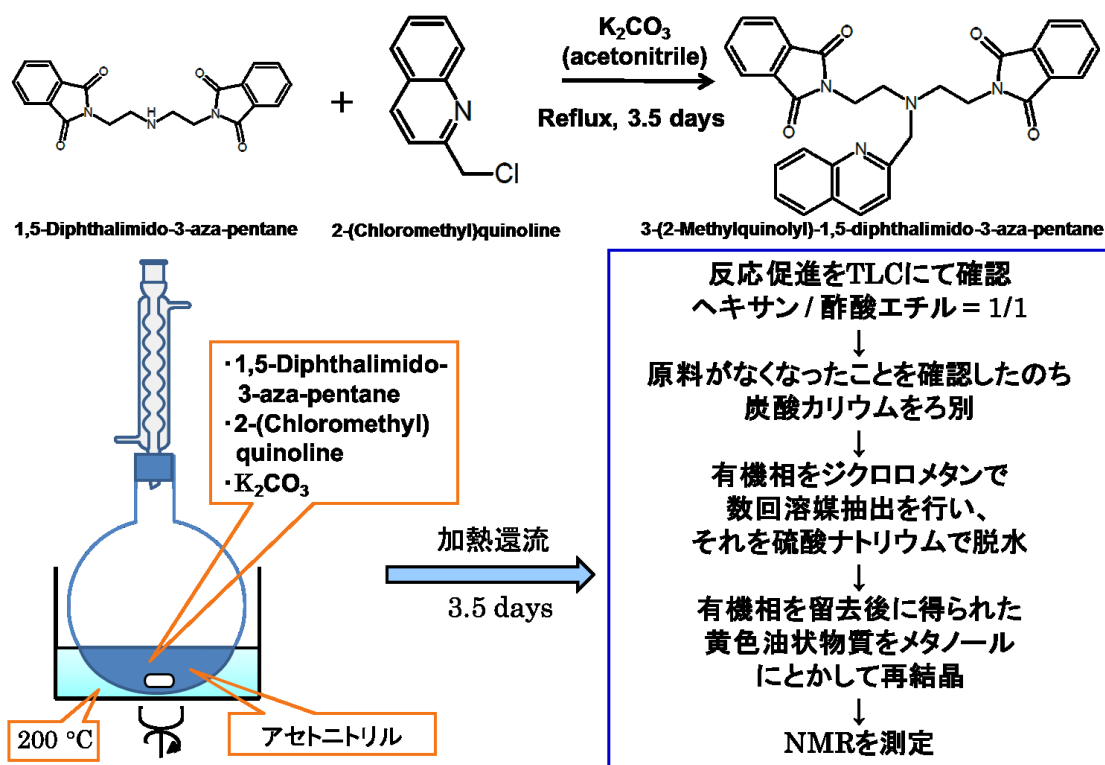 K₂CO₃
(acetonitrile)
Reflux, 3.5 days
O
O
N
H
N
N
O
O
+
N
Cl
O
O
N
N
N
O
O
N
1,5-Diphthalimido-3-aza-pentane
2-(Chloromethyl)quinoline
3-(2-Methylquinolyl)-1,5-diphthalimido-3-aza-pentane
・1,5-Diphthalimido-
3-aza-pentane
・2-(Chloromethyl)
quinoline
・K₂CO₃
加熱還流
3.5 days
200 °C
アセトニトリル
反応促進をTLCにて確認
ヘキサン / 酢酸エチル = 1/1
↓
原料がなくなったことを確認したのち
炭酸カリウムをろ別
↓
有機相をジクロロメタンで
数回溶媒抽出を行い、
それを硫酸ナトリウムで脱水
↓
有機相を留去後に得られた
黄色油状物質をメタノール
にとかして再結晶
↓
NMRを測定